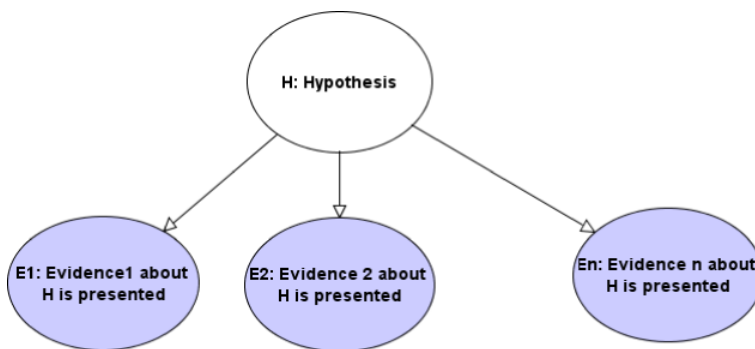 H: Hypothesis
E1: Evidence1 about
H is presented
E2: Evidence 2 about
H is presented
En: Evidence n about
H is presented